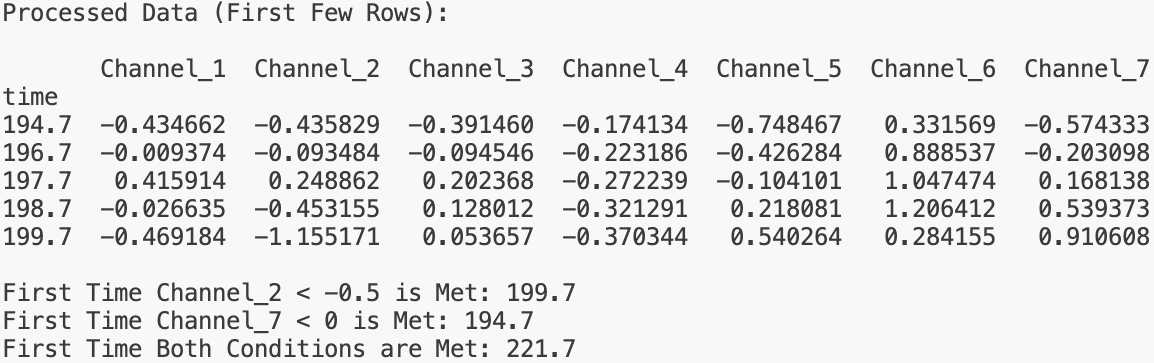 Processed Data (First Few Rows):
Channel_1 Channel_2 Channel_3 Channel_4 Channel_5 Channel_6 Channel_7
time
194.7 −0.434662 −0.435829 −0.391460 −0.174134 −0.748467 0.331569 −0.574333
196.7 −0.009374 −0.093484 −0.094546 −0.223186 −0.426284 0.888537 −0.203098
197.7 0.415914 0.248862 0.202368 −0.272239 −0.104101 1.047474 0.168138
198.7 −0.026635 −0.453155 0.128012 −0.321291 0.218081 1.206412 0.539373
199.7 −0.469184 −1.155171 0.053657 −0.370344 0.540264 0.284155 0.910608
First Time Channel_2 < −0.5 is Met: 199.7
First Time Channel_7 < 0 is Met: 194.7
First Time Both Conditions are Met: 221.7